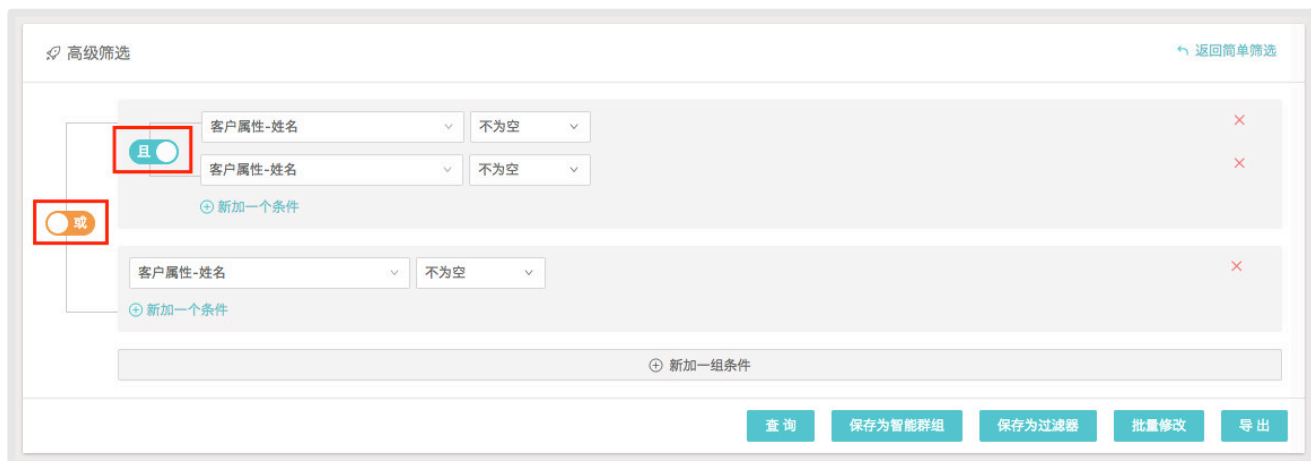 高级筛选 返回简单筛选
客户属性-姓名 不为空
且
客户属性-姓名 不为空
新加一个条件
或
客户属性-姓名 不为空
新加一个条件
新加一组条件
查询 保存为智能群组 保存为过滤器 批量修改 导出